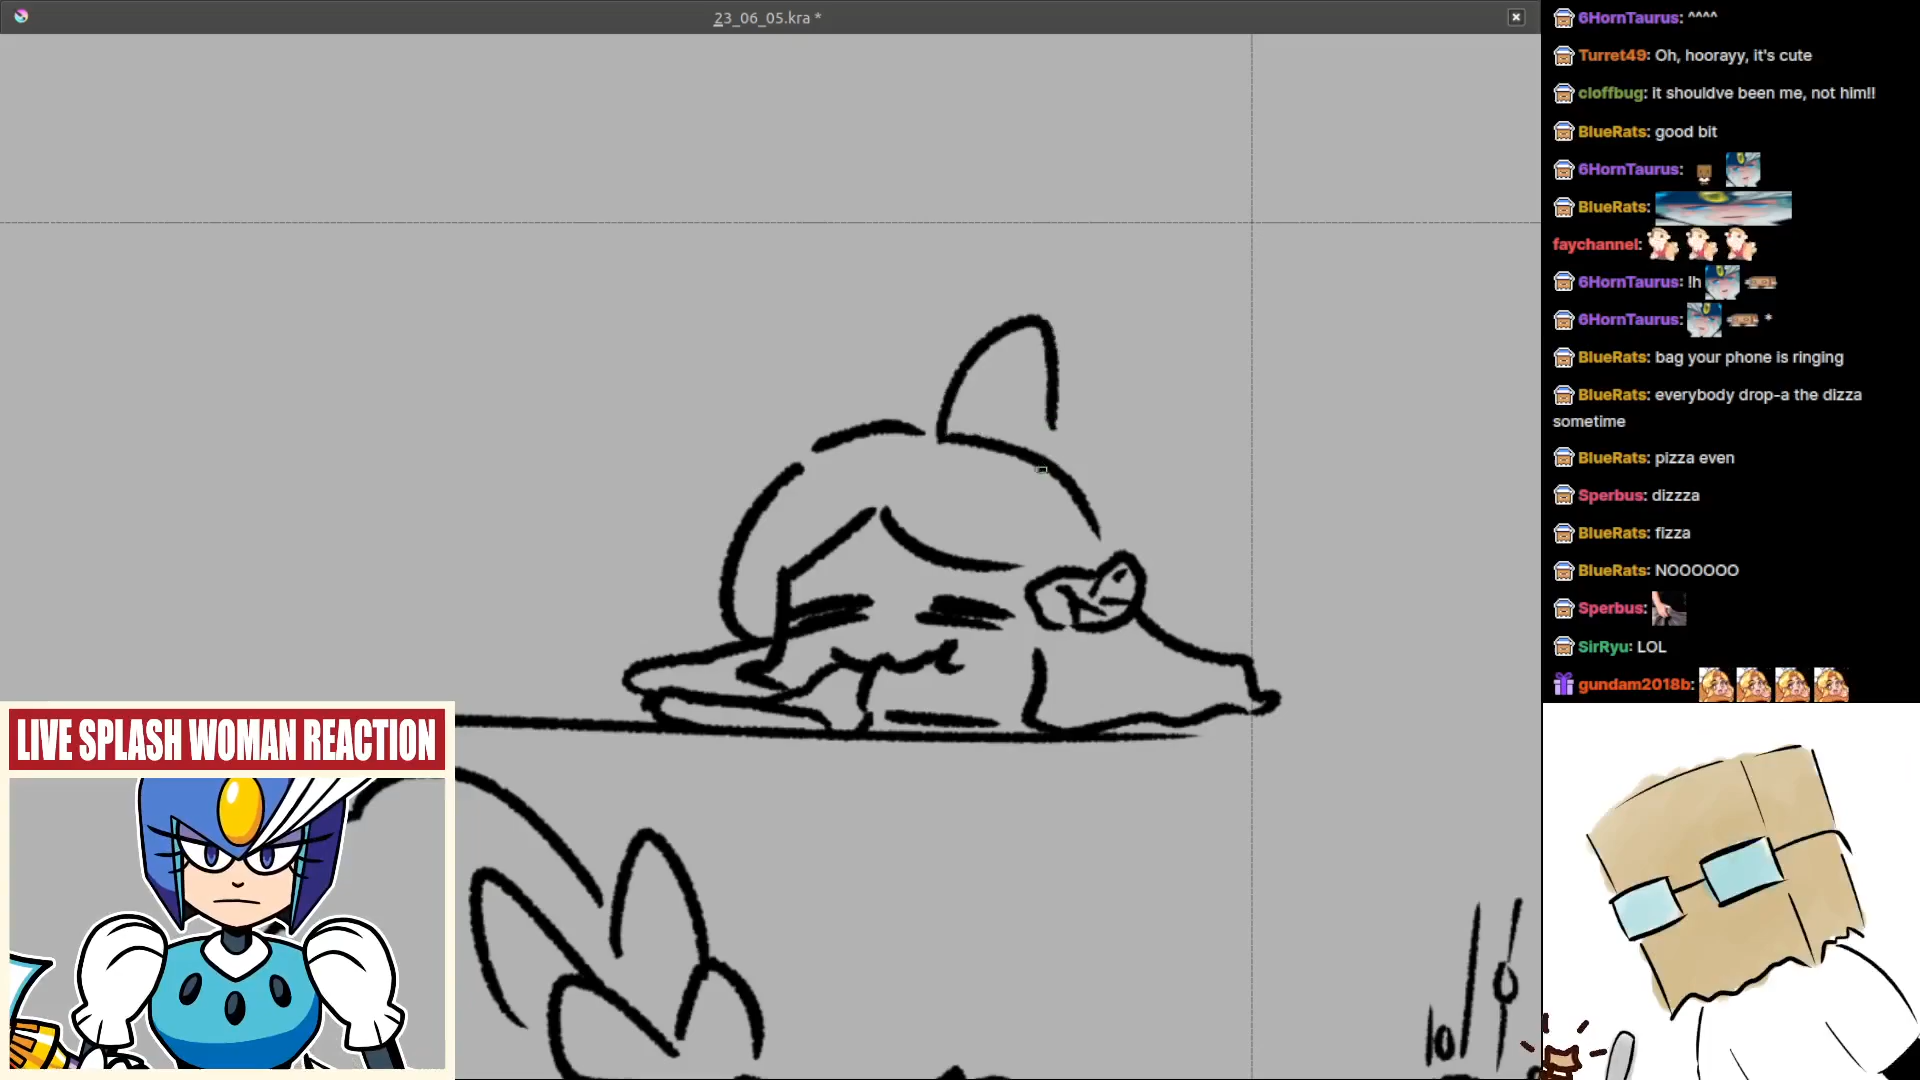 23_06_05.kra *
6HornTaurus: ^^^^
Turret49: Oh, hoorayy, it's cute
cloffbug: it shouldve been me, not him!!
BlueRats: good bit
6HornTaurus:
BlueRats:
faychannel:
6HornTaurus: !h
6HornTaurus: *
BlueRats: bag your phone is ringing
BlueRats: everybody drop-a the dizza
sometime
BlueRats: pizza even
Sperbus: dizzza
BlueRats: fizza
BlueRats: NOOOOOO
Sperbus:
SirRyu: LOL
gundam2018b:
LIVE SPLASH WOMAN REACTION